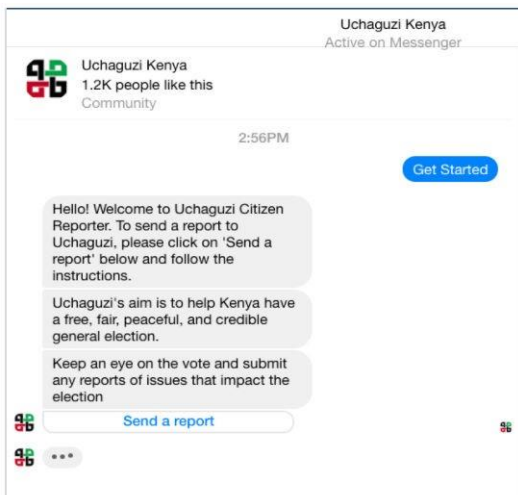 Uchaguzi Kenya
Active on Messenger
Uchaguzi Kenya
1.2K people like this
Community
2:56PM
Get Started
Hello! Welcome to Uchaguzi Citizen
Reporter. To send a report to
Uchaguzi, please click on 'Send a
report' below and follow the
instructions.
Uchaguzi's aim is to help Kenya have
a free, fair, peaceful, and credible
general election.
Keep an eye on the vote and submit
any reports of issues that impact the
election
Send a report